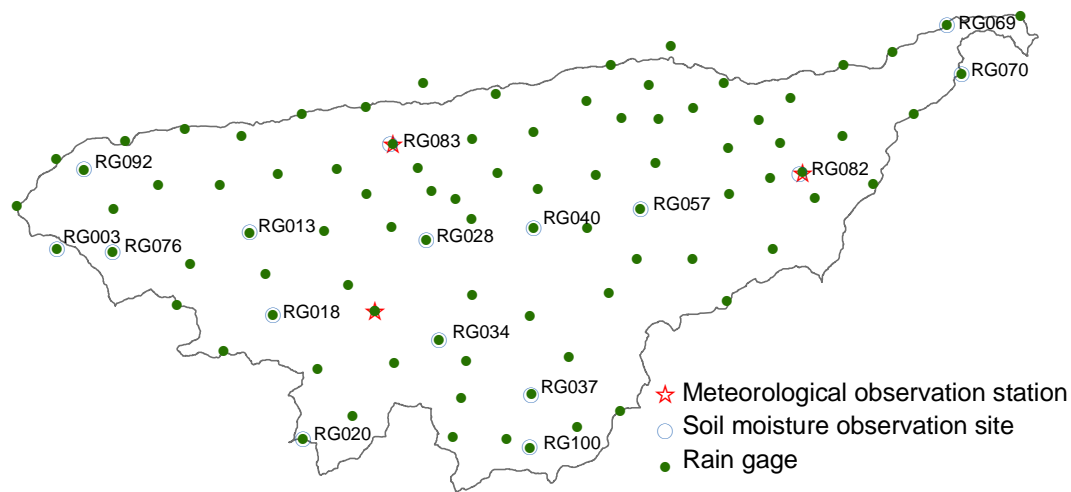 RG069
RG070
RG083
RG092
RG082
RG057
RG013
RG040
RG028
RG003
RG076
RG018
RG034
RG037
Meteorological observation station
Soil moisture observation site
RG020
RG100
Rain gage